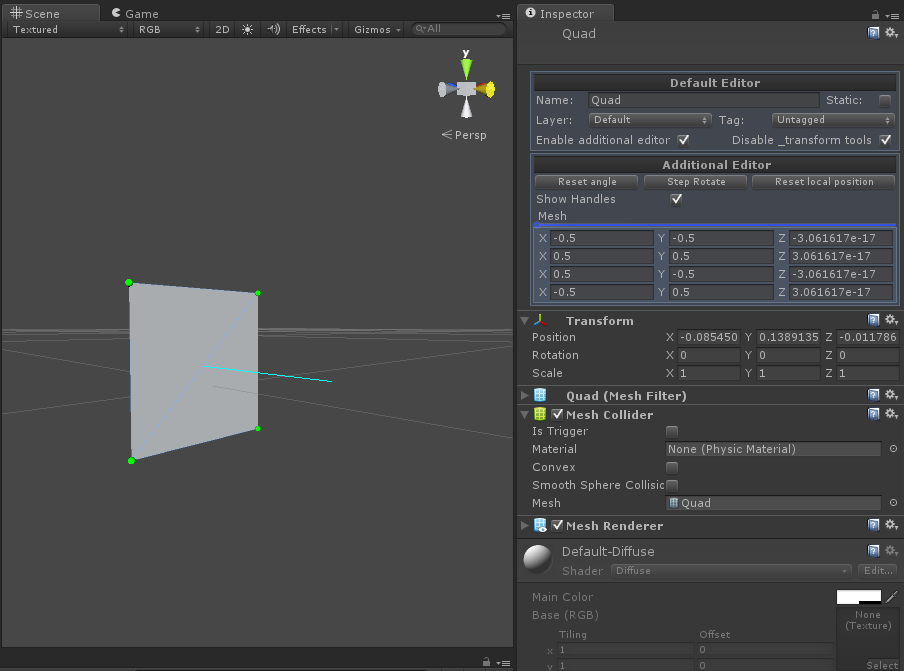 Scene Game
Textured RGB 2D Effects Gizmos All
y
Persp
Inspector
Quad
Default Editor
Name: Quad Static:
Layer: Default Tag: Untagged
Enable additional editor Disable _transform tools
Additional Editor
Reset angle Step Rotate Reset local position
Show Handles
Mesh
X -0.5 Y -0.5 Z -3.061617e-17
X 0.5 Y 0.5 Z 3.061617e-17
X 0.5 Y -0.5 Z -3.061617e-17
X -0.5 Y 0.5 Z 3.061617e-17
Transform
Position X -0.085450 Y 0.1389135 Z -0.011786
Rotation X 0 Y 0 Z 0
Scale X 1 Y 1 Z 1
Quad (Mesh Filter)
Mesh Collider
Is Trigger
Material None (Physic Material)
Convex
Smooth Sphere Collisic
Mesh Quad
Mesh Renderer
Default-Diffuse
Shader Diffuse Edit...
Main Color
Base (RGB) None
(Texture)
Tiling Offset
x 1 0
y 1 0 Select